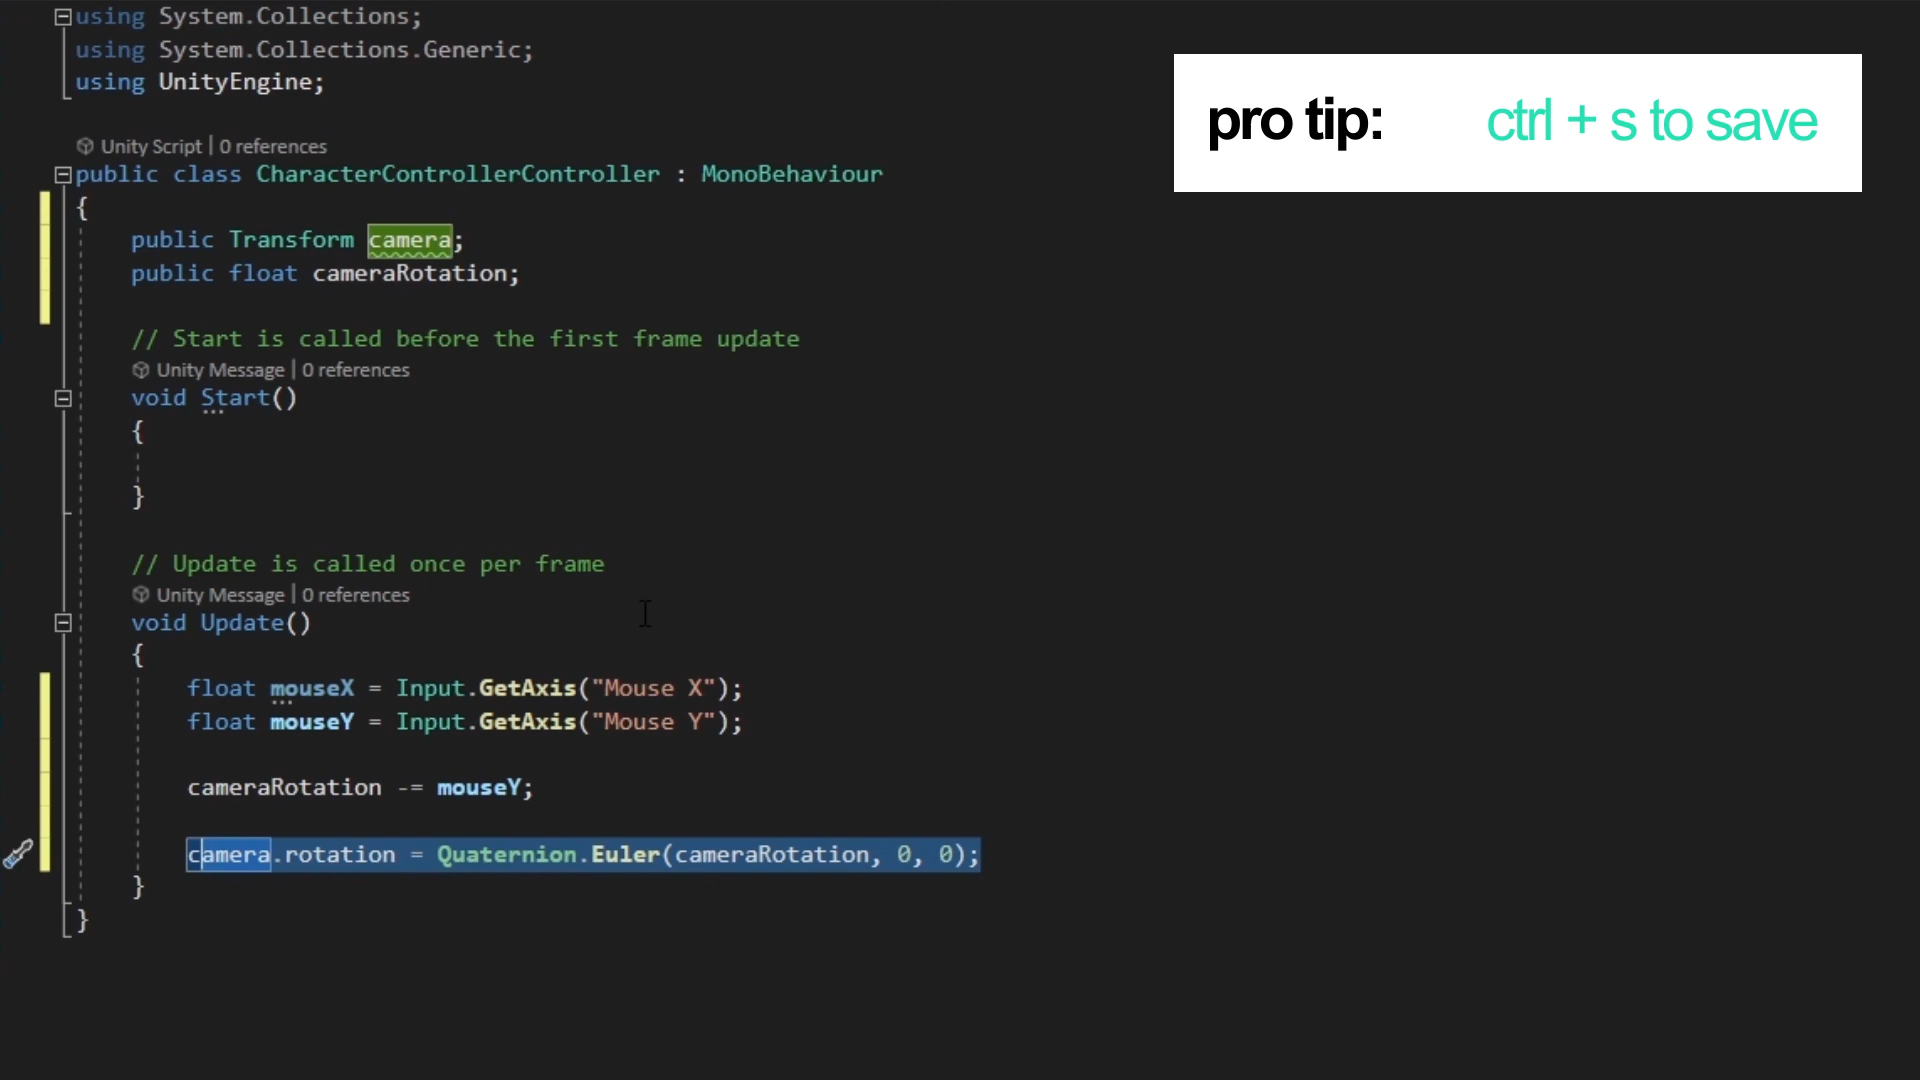 using System.Collections;
using System.Collections.Generic;
using UnityEngine;
pro tip: ctrl + s to save
Unity Script | 0 references
public class CharacterControllerController : MonoBehaviour
{
public Transform camera;
public float cameraRotation;
// Start is called before the first frame update
Unity Message | 0 references
void Start()
{
}
// Update is called once per frame
Unity Message | 0 references
void Update()
{
float mouseX = Input.GetAxis("Mouse X");
float mouseY = Input.GetAxis("Mouse Y");
cameraRotation -= mouseY;
camera.rotation = Quaternion.Euler(cameraRotation, 0, 0);
}
}